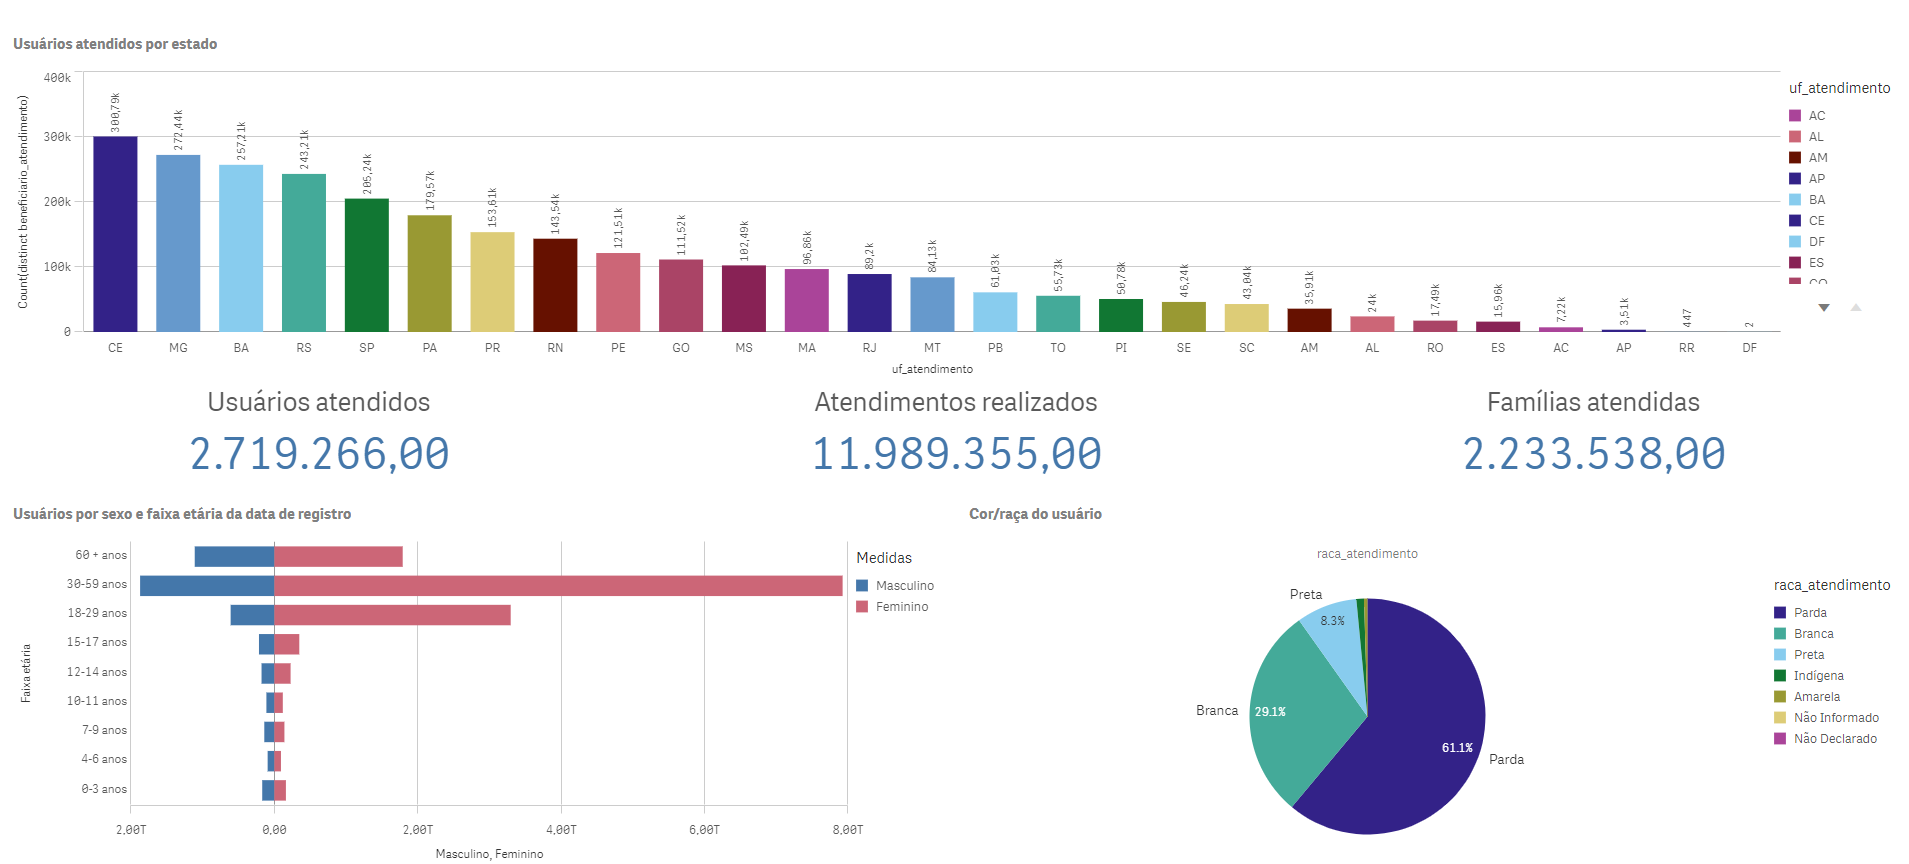 Usuários atendidos por estado
Count(distinct beneficiario_atendimento)
400k
300k
200k
100k
0
300,79k
272,44k
257,21k
243,21k
205,24k
179,57k
153,61k
143,54k
121,51k
111,52k
102,49k
96,86k
89,2k
84,13k
61,03k
55,73k
50,78k
46,24k
43,04k
35,91k
24k
17,49k
15,96k
7,22k
3,51k
447
2
CE MG BA RS SP PA PR RN PE GO MS MA RJ MT PB TO PI SE SC AM AL RO ES AC AP RR DF
uf_atendimento
uf_atendimento
AC
AL
AM
AP
BA
CE
DF
ES
GO
Usuários atendidos
2.719.266,00
Atendimentos realizados
11.989.355,00
Famílias atendidas
2.233.538,00
Usuários por sexo e faixa etária da data de registro
Faixa etária
60 + anos
30-59 anos
18-29 anos
15-17 anos
12-14 anos
10-11 anos
7-9 anos
4-6 anos
0-3 anos
2,00T 0,00 2,00T 4,00T 6,00T 8,00T
Masculino, Feminino
Medidas
Masculino
Feminino
Cor/raça do usuário
raca_atendimento
Preta
8.3%
Branca
29.1%
61.1%
Parda
raca_atendimento
Parda
Branca
Preta
Indígena
Amarela
Não Informado
Não Declarado